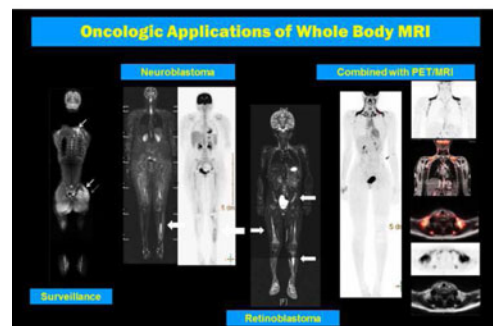 Oncologic Applications of Whole Body MRI
Neuroblastoma
Combined with PET/MRI
Surveillance
Retinoblastoma